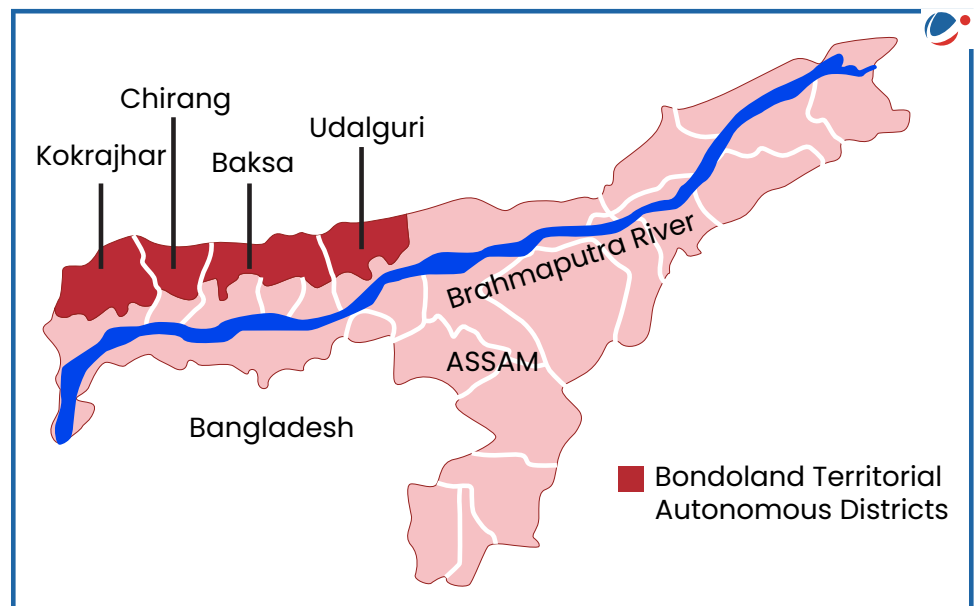 Chirang
Udalguri
Kokrajhar
Baksa
Brahmaputra River
ASSAM
Bangladesh
Bondoland Territorial
Autonomous Districts